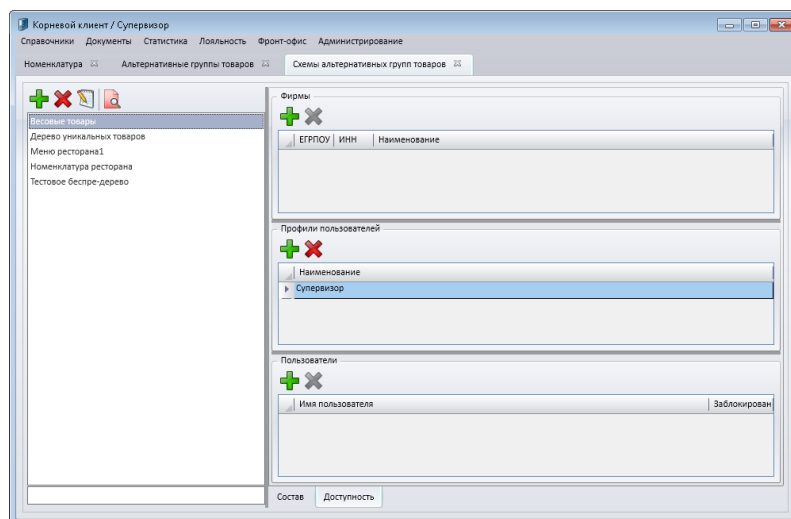 Корневой клиент / Супервизор
Справочники Документы Статистика Лояльность Фронт-офис Администрирование
Номенклатура Альтернативные группы товаров Схемы альтернативных групп товаров
Весовые товары
Дерево уникальных товаров
Меню ресторана1
Номенклатура ресторана
Тестовое беспре-дерево
Фирмы
ЕГРПОУ ИНН Наименование
Профили пользователей
Наименование
Супервизор
Пользователи
Имя пользователя Заблокирован
Состав Доступность